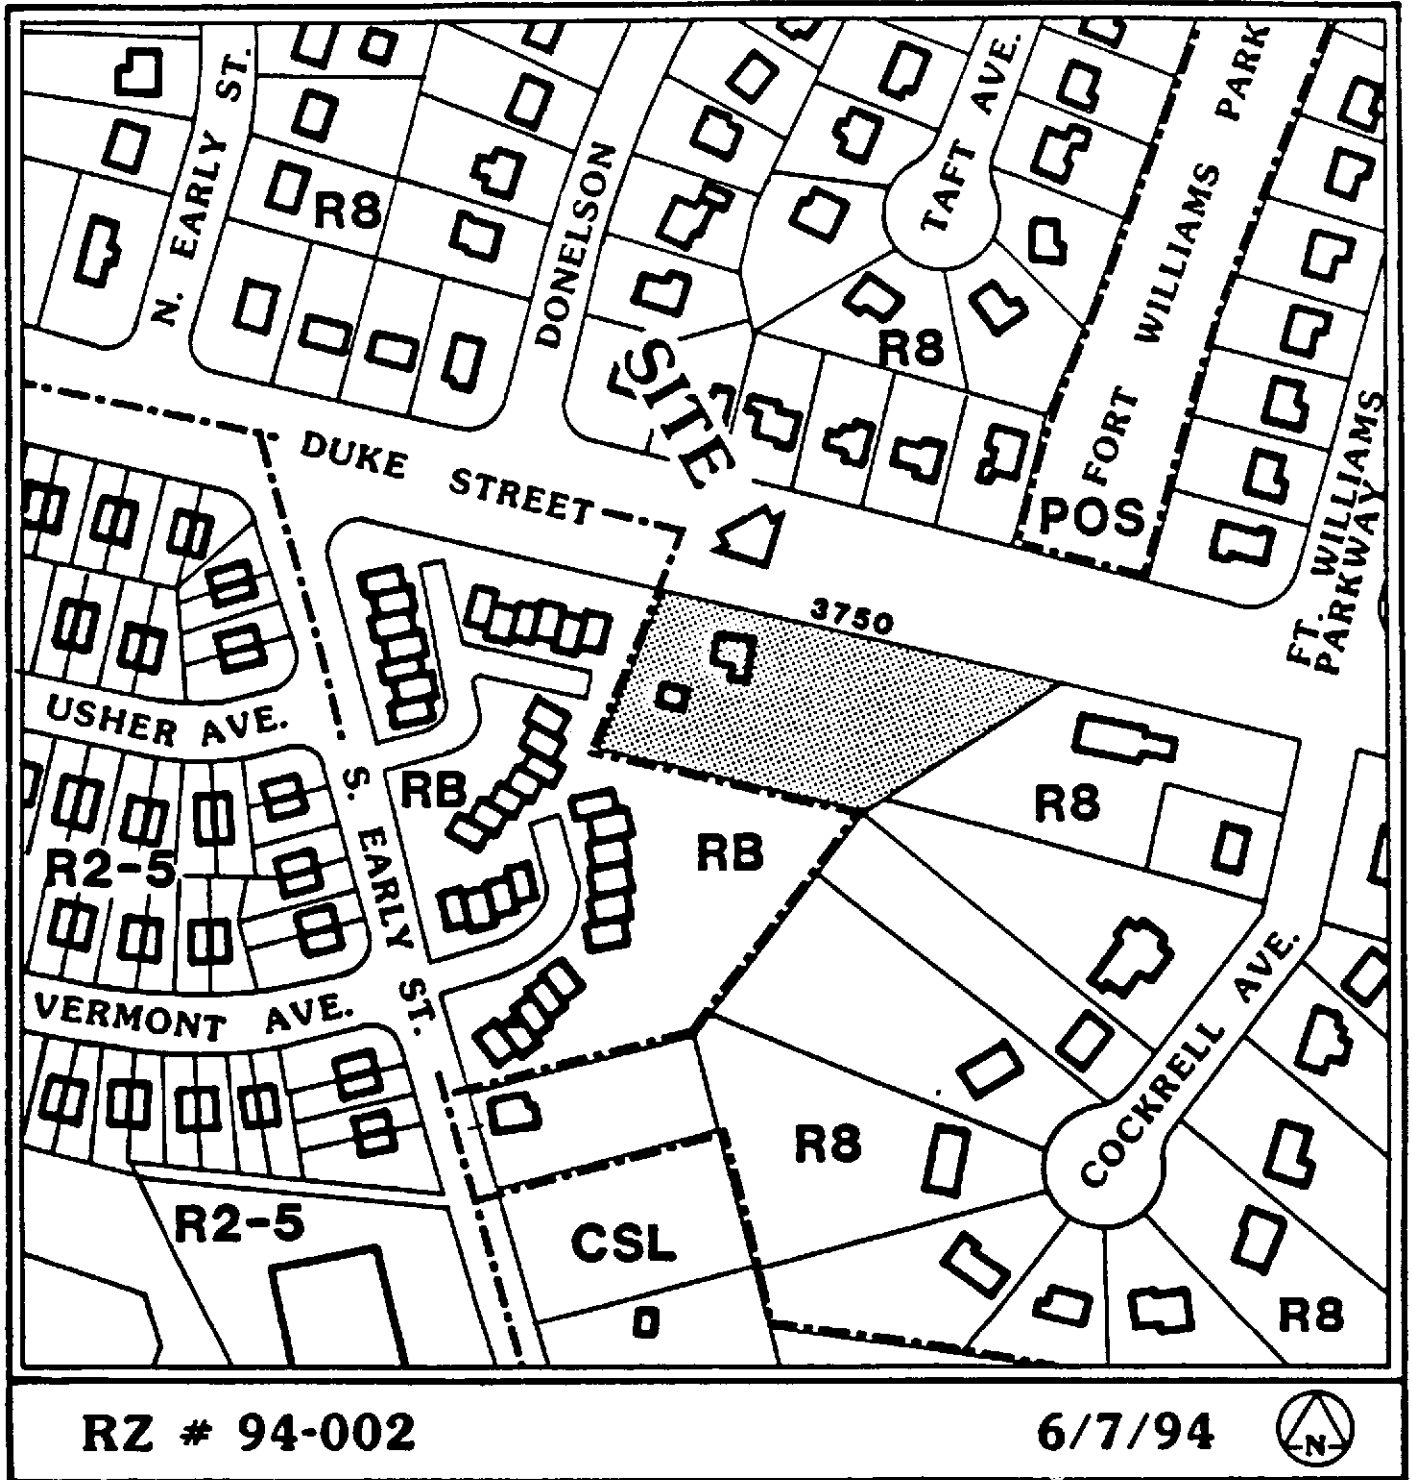 N. EARLY ST.
R8
DONELSON
TAFT AVE.
FORT WILLIAMS PARK
R8
SITE
DUKE STREET
POS
FT. WILLIAMS
PARKWAY
3750
USHER AVE.
RB
R8
R2-5
RB
S. EARLY ST.
VERMONT AVE.
COCKRELL AVE.
R8
R2-5
CSL
R8
RZ # 94-002
6/7/94
N